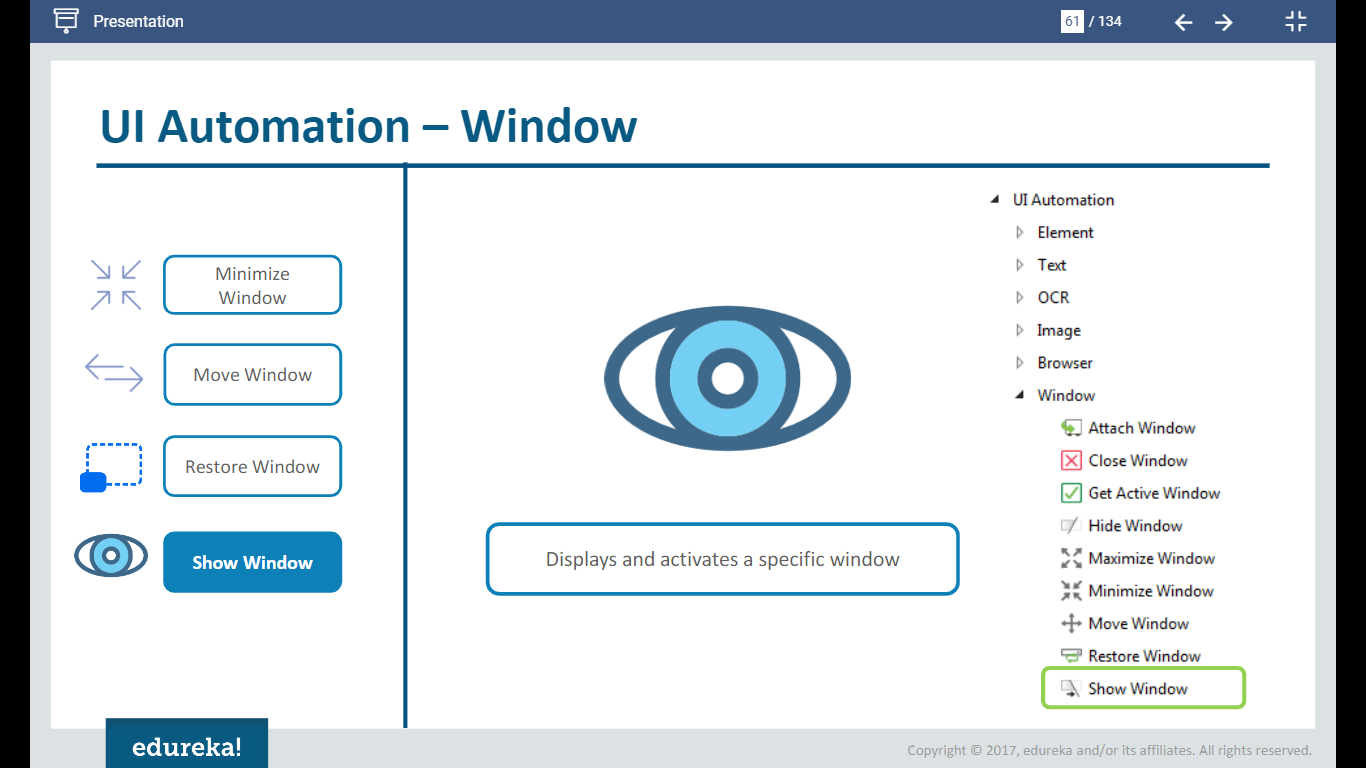 Presentation
61 / 134
UI Automation – Window
Minimize
Window
Move Window
Restore Window
Show Window
Displays and activates a specific window
UI Automation
Element
Text
OCR
Image
Browser
Window
Attach Window
Close Window
Get Active Window
Hide Window
Maximize Window
Minimize Window
Move Window
Restore Window
Show Window
edureka!
Copyright © 2017, edureka and/or its affiliates. All rights reserved.